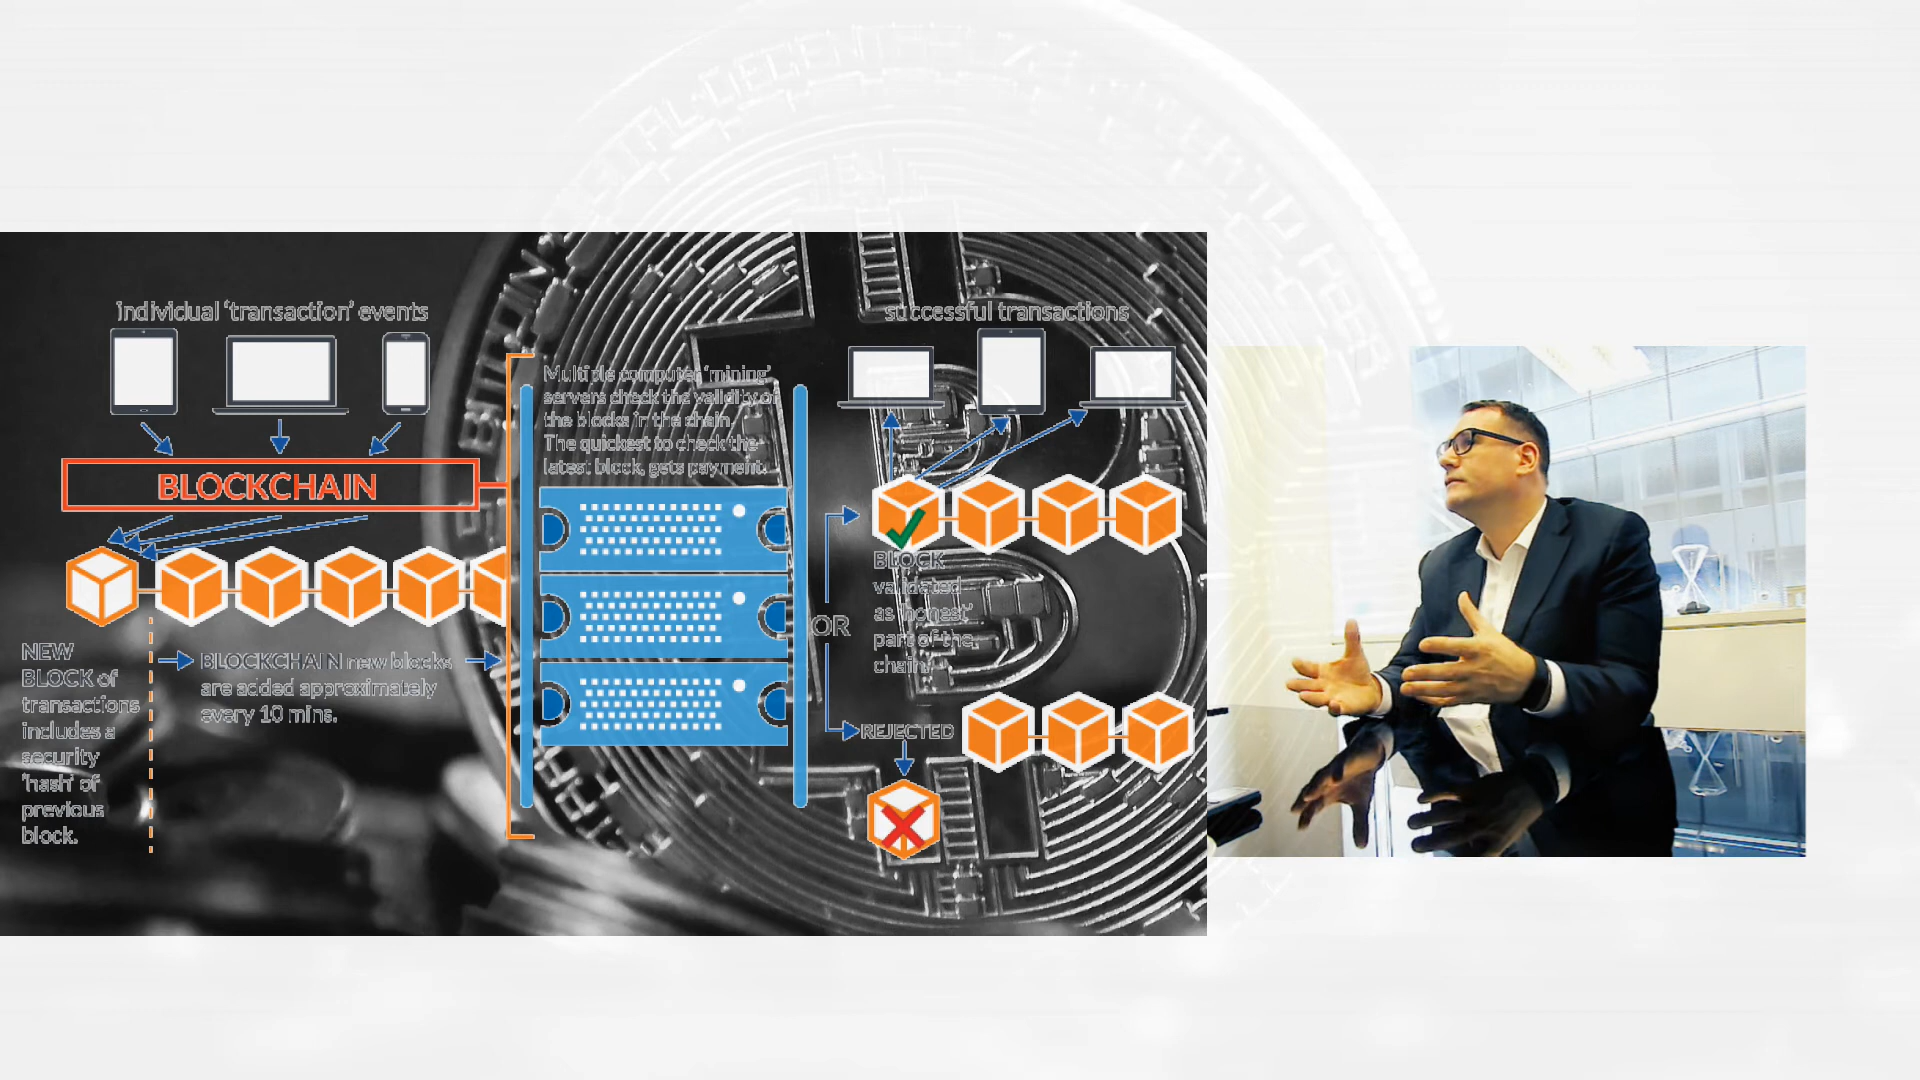 individual 'transaction' events
BLOCKCHAIN
NEW
BLOCK of
transactions
includes a
security
'hash' of
previous
block.
BLOCKCHAIN new blocks
are added approximately
every 10 mins.
Multiple computer 'mining'
servers check the validity of
the blocks in the chain.
The quickest to check the
latest block, gets payment.
OR
successful transactions
BLOCK
validated
as 'honest'
part of the
chain.
REJECTED